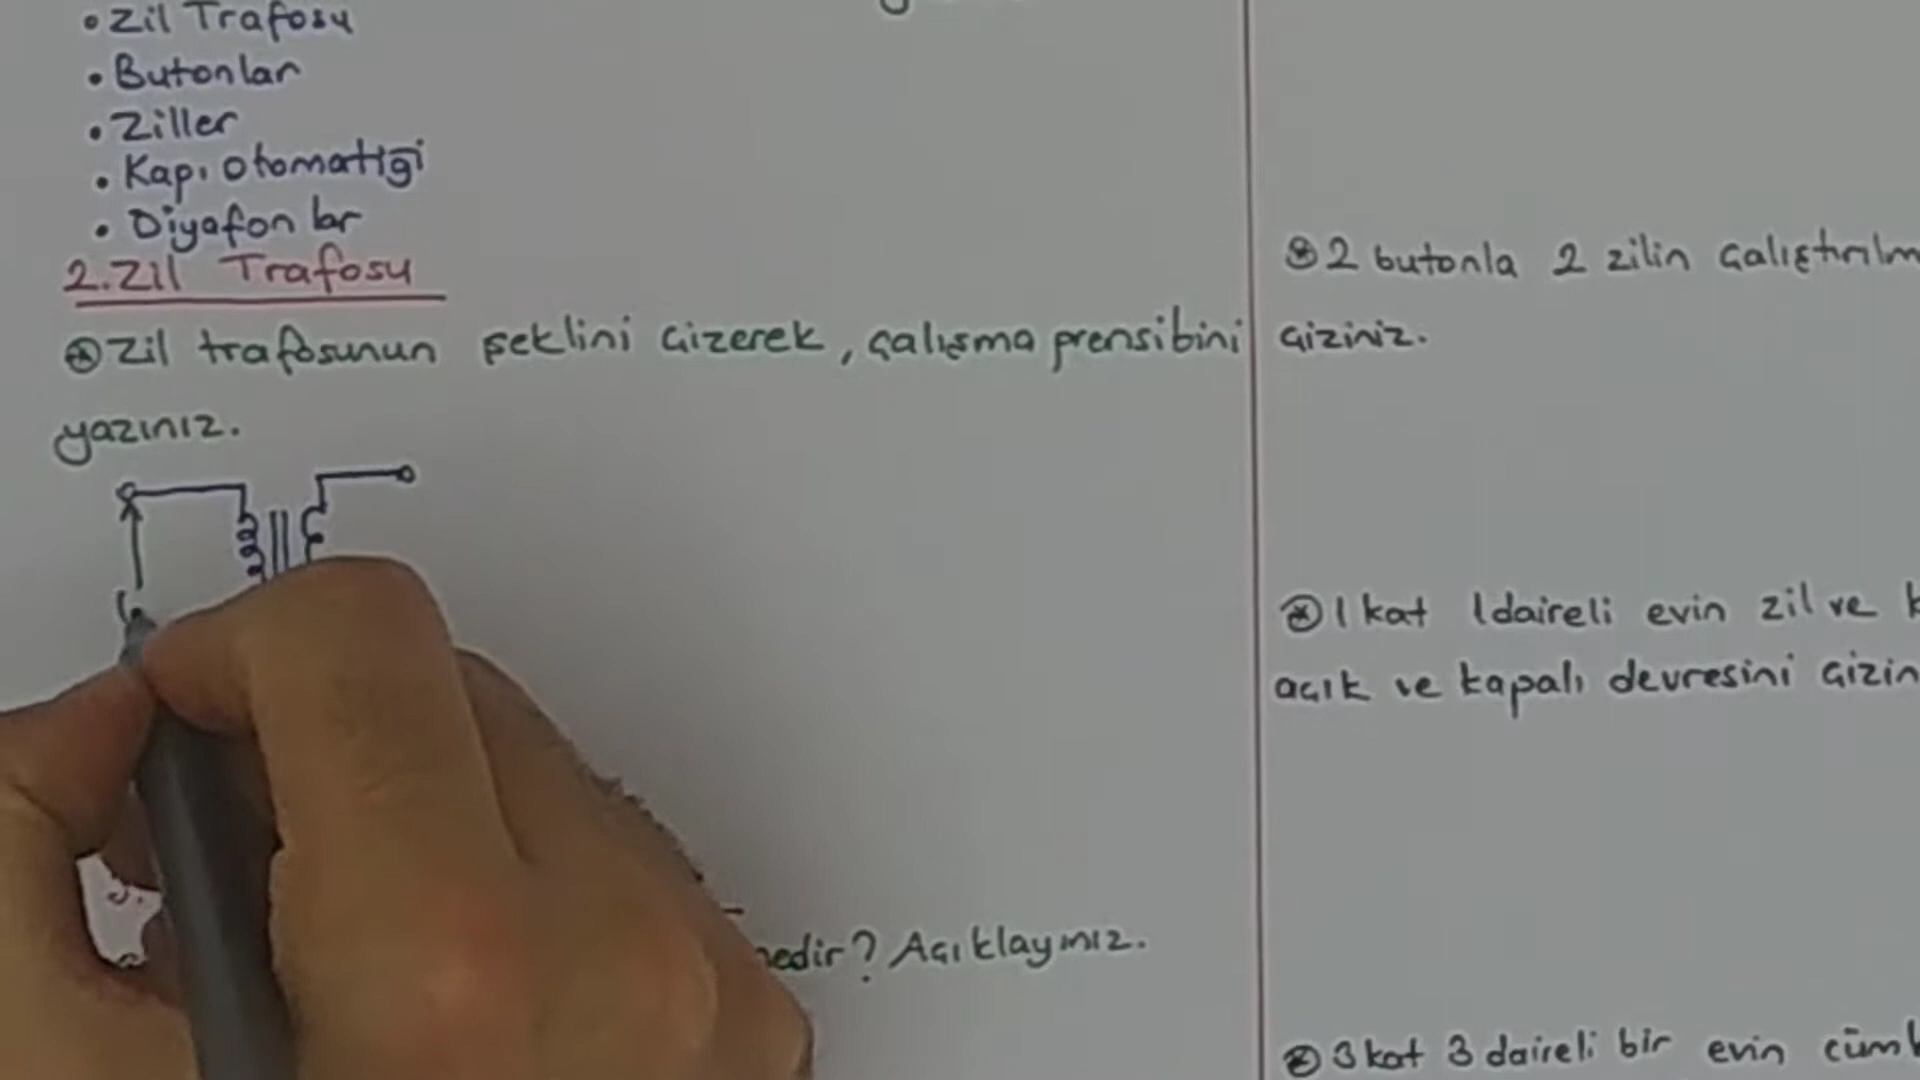 • Zil Trafosu
• Butonlar
• Ziller
• Kapı otomatiği
• Diyafonlar
2. Zil Trafosu
⊛ Zil trafosunun şeklini çizerek, çalışma prensibini
yazınız.
nedir? Açıklayınız.
⊛ 2 butonla 2 zilin çalıştırılm
çiziniz.
⊛ 1 kat 1 daireli evin zil ve k
açık ve kapalı devresini çizin
⊛ 3 kat 3 daireli bir evin cüml